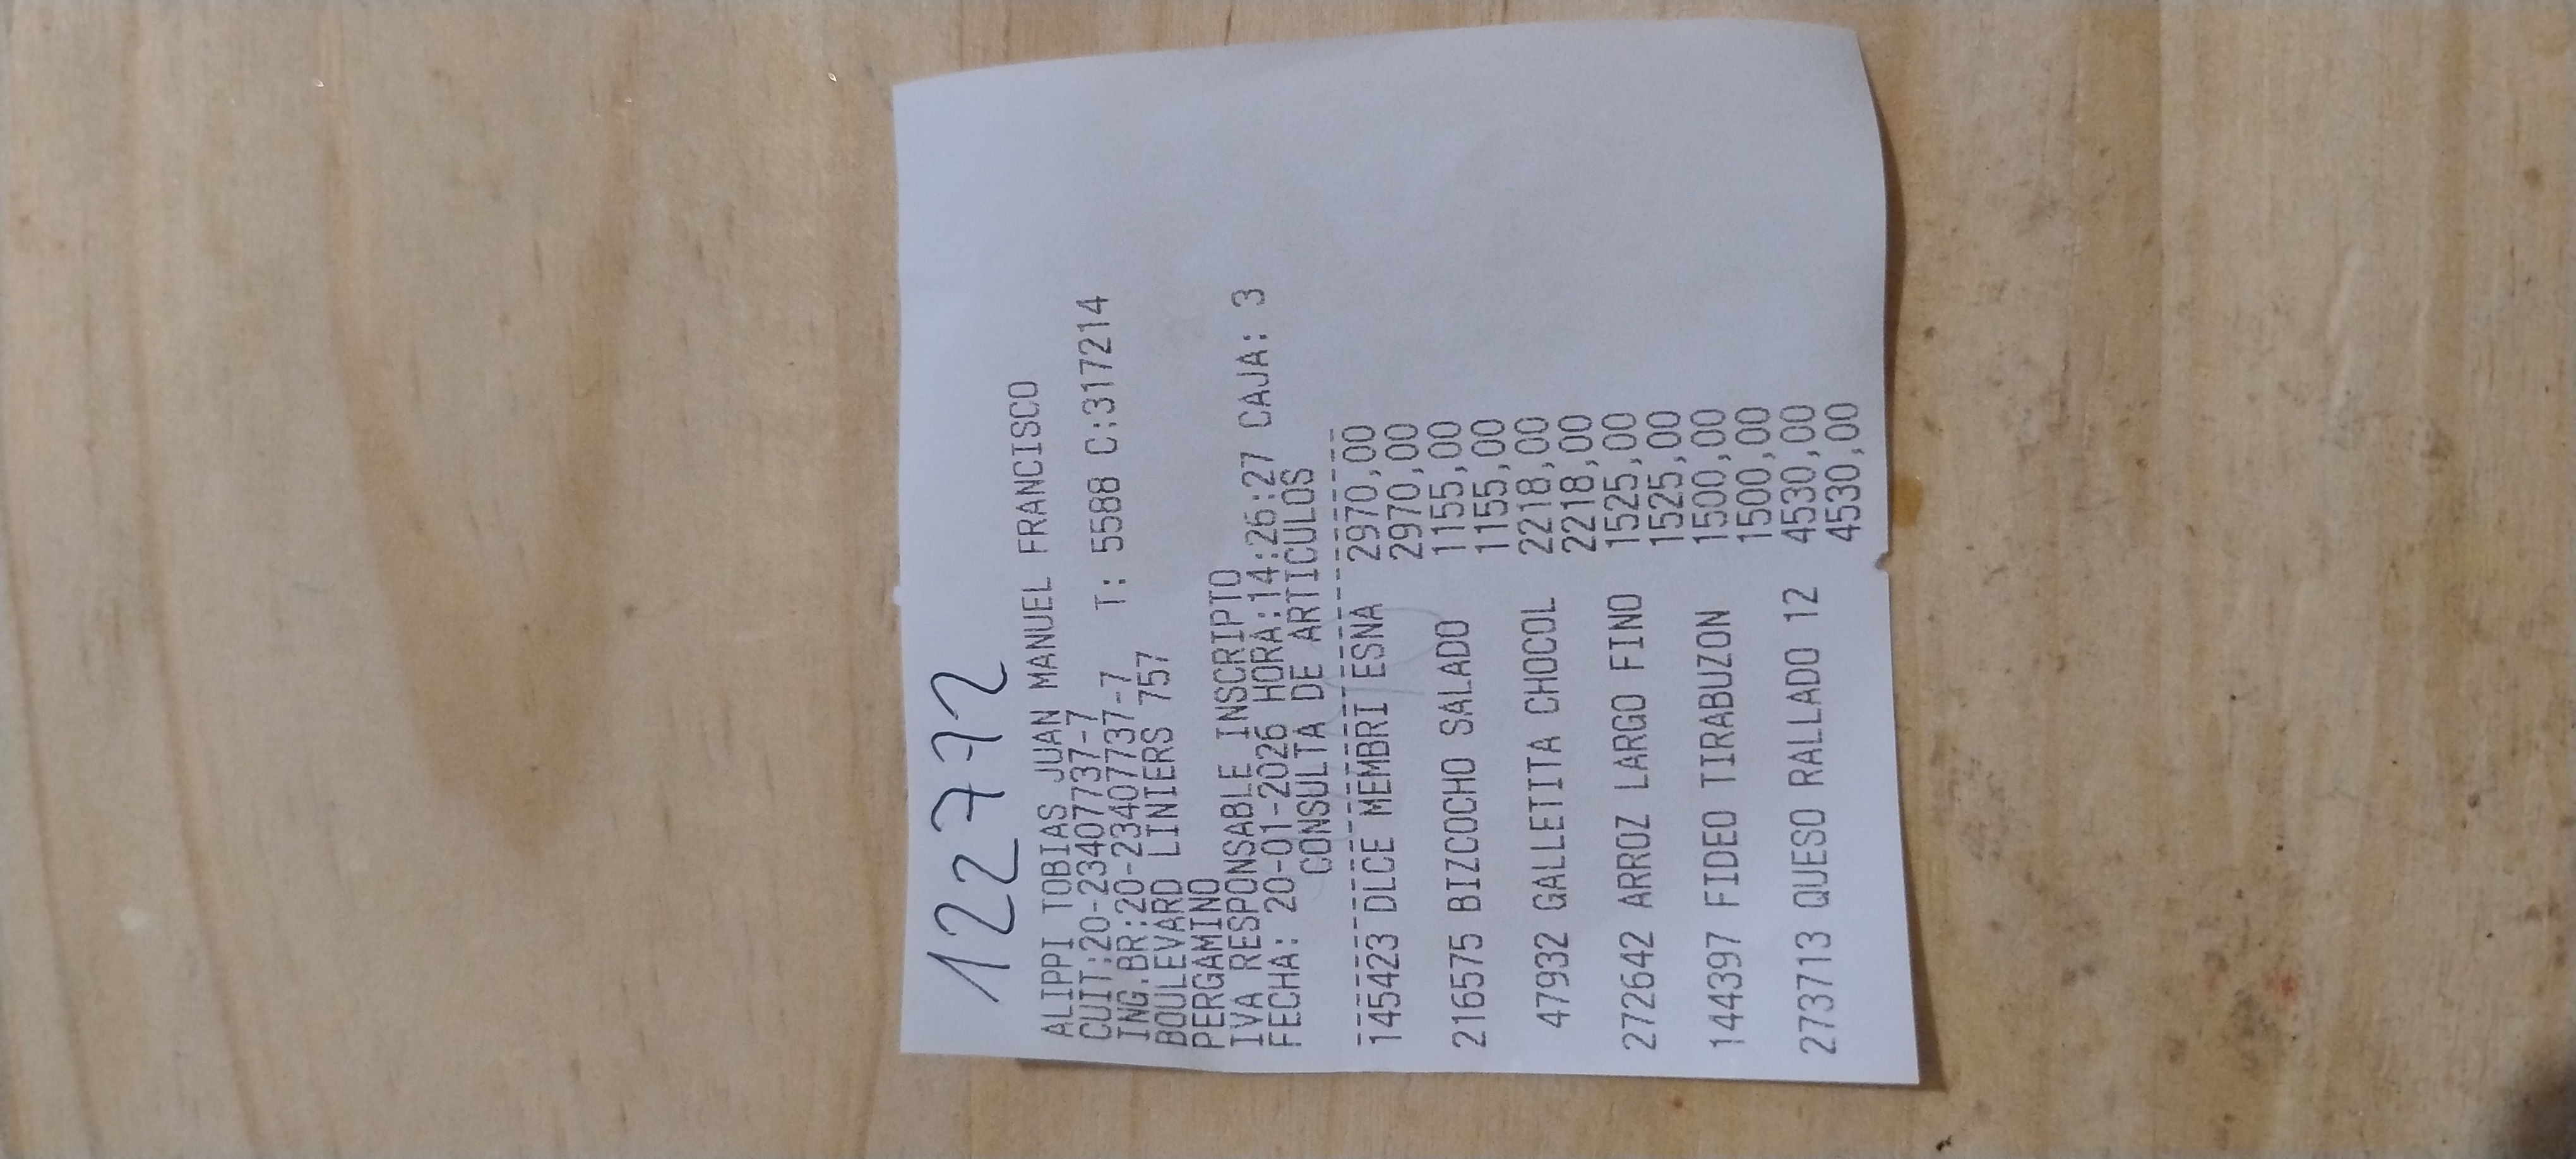 122772
ALIPPI TOBIAS JUAN MANUEL FRANCISCO
CUIT:20-23407737-7
ING.BR:20-23407737-7 T: 5588 C:317214
BOULEVARD LINIERS 757
PERGAMINO
IVA RESPONSABLE INSCRIPTO
FECHA: 20-01-2026 HORA:14:26:27 CAJA: 3
CONSULTA DE ARTICULOS
145423 DLCE MEMBRI ESNA 2970,00
2970,00
216575 BIZCOCHO SALADO 1155,00
1155,00
47932 GALLETITA CHOCOL 2218,00
2218,00
272642 ARROZ LARGO FINO 1525,00
1525,00
144397 FIDEO TIRABUZON 1500,00
1500,00
273713 QUESO RALLADO 12 4530,00
4530,00